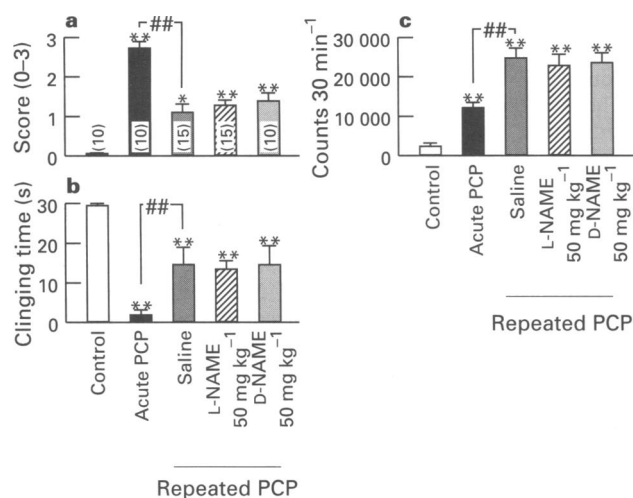 a
##
**
Score (0–3)
3
2
1
0
(10)
(10)
*
(15)
**
(15)
**
(10)
b
Clinging time (s)
30
20
10
0
##
**
**
**
**
Control
Acute PCP
Saline
L-NAME
50 mg kg⁻¹
D-NAME
50 mg kg⁻¹
Repeated PCP
c
Counts 30 min⁻¹
30 000
20 000
10 000
0
##
**
**
**
**
Control
Acute PCP
Saline
L-NAME
50 mg kg⁻¹
D-NAME
50 mg kg⁻¹
Repeated PCP